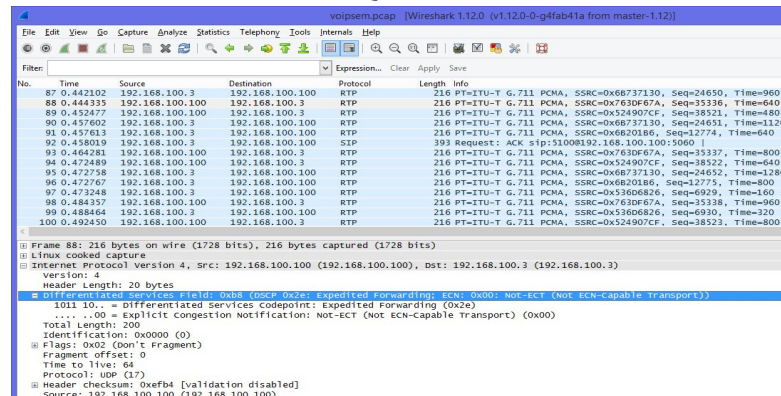 voipsem.pcap [Wireshark 1.12.0 (v1.12.0-0-g4fab41a from master-1.12)]
File Edit View Go Capture Analyze Statistics Telephony Tools Internals Help
Filter: Expression... Clear Apply Save
No. Time Source Destination Protocol Length Info
87 0.442102 192.168.100.3 192.168.100.100 RTP 216 PT=ITU-T G.711 PCMA, SSRC=0x6B737130, Seq=24650, Time=960
88 0.444335 192.168.100.100 192.168.100.3 RTP 216 PT=ITU-T G.711 PCMA, SSRC=0x763DF67A, Seq=35336, Time=640
89 0.452477 192.168.100.100 192.168.100.3 RTP 216 PT=ITU-T G.711 PCMA, SSRC=0x524907CF, Seq=38521, Time=480
90 0.457602 192.168.100.3 192.168.100.100 RTP 216 PT=ITU-T G.711 PCMA, SSRC=0x6B737130, Seq=24651, Time=112
91 0.457613 192.168.100.3 192.168.100.100 RTP 216 PT=ITU-T G.711 PCMA, SSRC=0x6B201B6, Seq=12774, Time=640
92 0.458019 192.168.100.3 192.168.100.100 SIP 393 Request: ACK sip:5100@192.168.100.100:5060 |
93 0.464281 192.168.100.100 192.168.100.3 RTP 216 PT=ITU-T G.711 PCMA, SSRC=0x763DF67A, Seq=35337, Time=800
94 0.472489 192.168.100.100 192.168.100.3 RTP 216 PT=ITU-T G.711 PCMA, SSRC=0x524907CF, Seq=38522, Time=640
95 0.472758 192.168.100.3 192.168.100.100 RTP 216 PT=ITU-T G.711 PCMA, SSRC=0x6B737130, Seq=24652, Time=128
96 0.472767 192.168.100.3 192.168.100.100 RTP 216 PT=ITU-T G.711 PCMA, SSRC=0x6B201B6, Seq=12775, Time=800
97 0.473248 192.168.100.3 192.168.100.100 RTP 216 PT=ITU-T G.711 PCMA, SSRC=0x536D6826, Seq=6929, Time=160
98 0.484357 192.168.100.100 192.168.100.3 RTP 216 PT=ITU-T G.711 PCMA, SSRC=0x763DF67A, Seq=35338, Time=960
99 0.488464 192.168.100.3 192.168.100.100 RTP 216 PT=ITU-T G.711 PCMA, SSRC=0x536D6826, Seq=6930, Time=320
100 0.492450 192.168.100.100 192.168.100.3 RTP 216 PT=ITU-T G.711 PCMA, SSRC=0x524907CF, Seq=38523, Time=800
Frame 88: 216 bytes on wire (1728 bits), 216 bytes captured (1728 bits)
Linux cooked capture
Internet Protocol Version 4, Src: 192.168.100.100 (192.168.100.100), Dst: 192.168.100.3 (192.168.100.3)
Version: 4
Header Length: 20 bytes
Differentiated Services Field: 0xb8 (DSCP 0x2e: Expedited Forwarding; ECN: 0x00: Not-ECT (Not ECN-Capable Transport))
1011 10.. = Differentiated Services Codepoint: Expedited Forwarding (0x2e)
.... ..00 = Explicit Congestion Notification: Not-ECT (Not ECN-Capable Transport) (0x00)
Total Length: 200
Identification: 0x0000 (0)
Flags: 0x02 (Don't Fragment)
Fragment offset: 0
Time to live: 64
Protocol: UDP (17)
Header checksum: 0xefb4 [validation disabled]
Source: 192.168.100.100 (192.168.100.100)